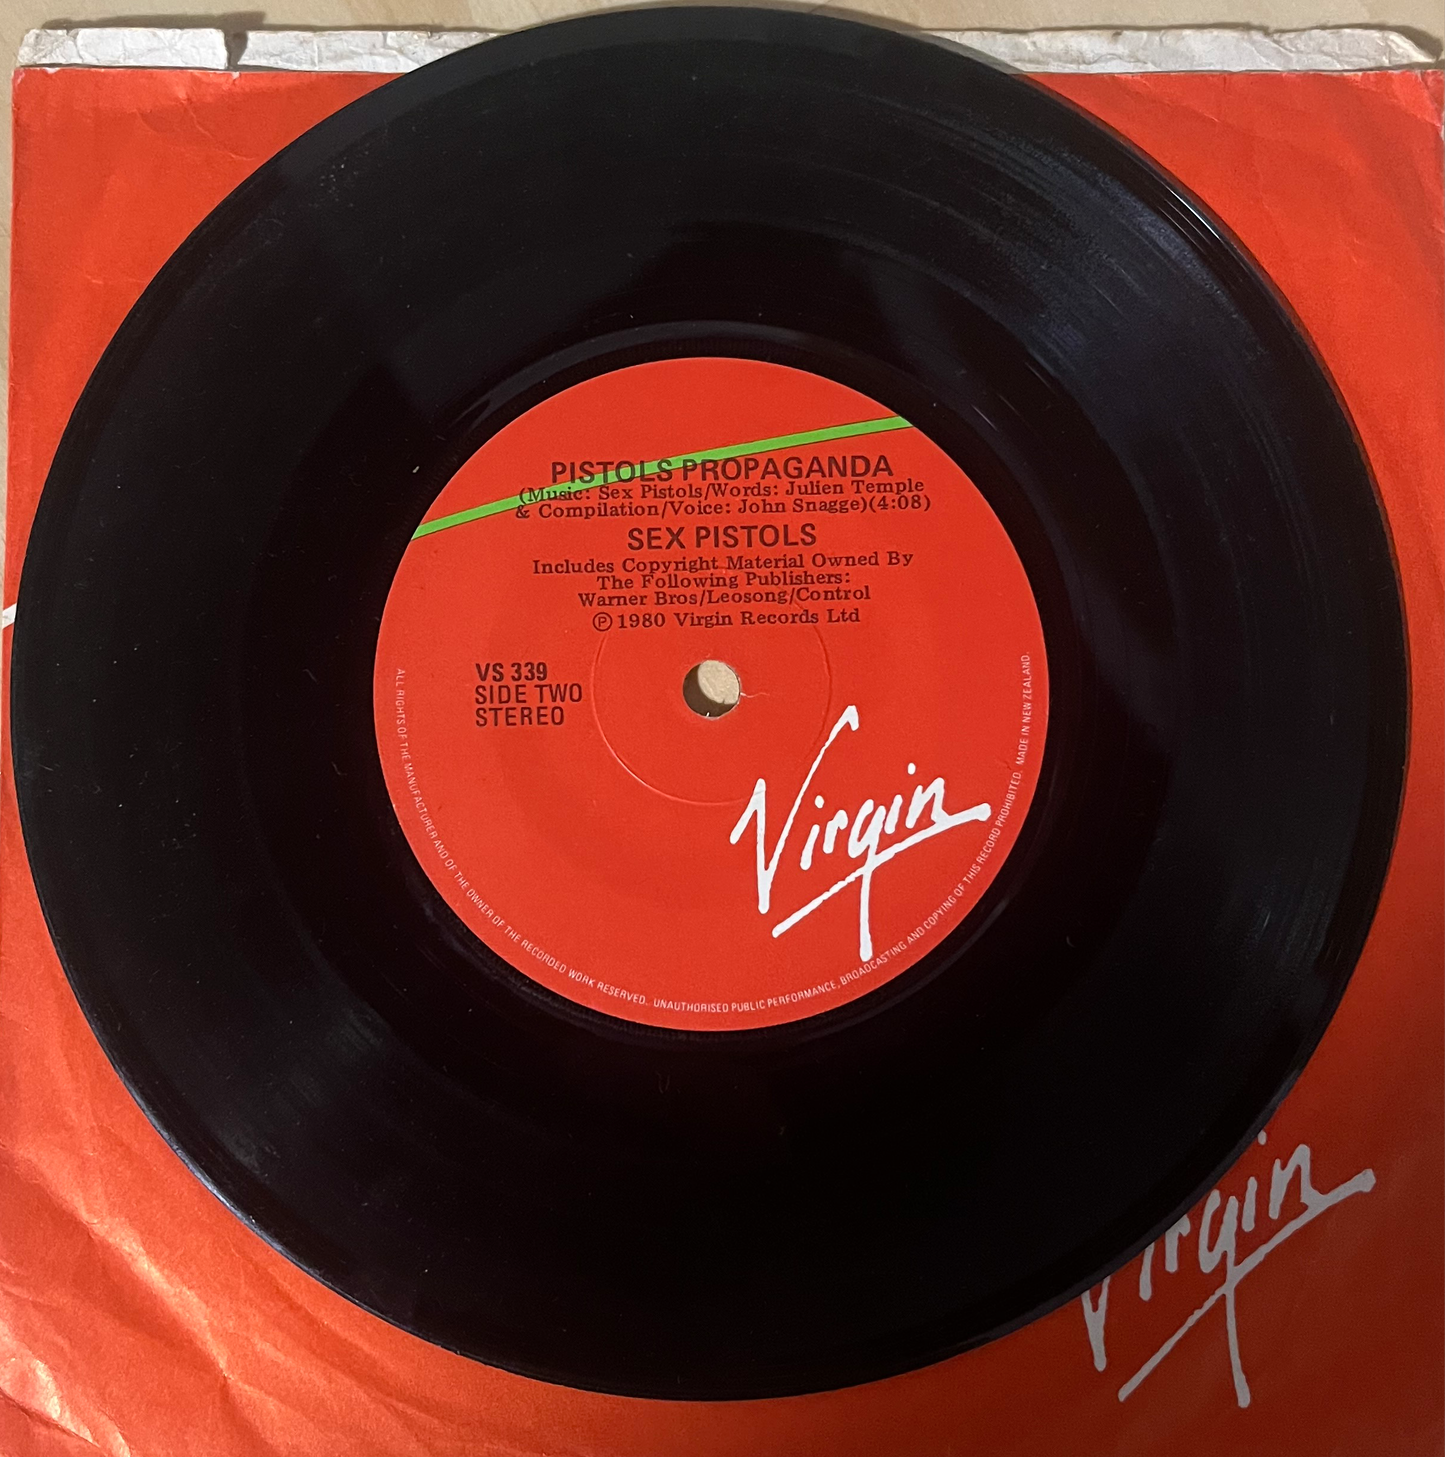 PISTOLS PROPAGANDA
(Music: Sex Pistols/Words: Julien Temple
& Compilation/Voice: John Snagge)(4:08)
SEX PISTOLS
Includes Copyright Material Owned By
The Following Publishers:
Warner Bros/Leosong/Control
Ⓟ 1980 Virgin Records Ltd
VS 339
SIDE TWO
STEREO
Virgin
ALL RIGHTS OF THE MANUFACTURER AND OF THE OWNER OF THE RECORDED WORK RESERVED. UNAUTHORISED PUBLIC PERFORMANCE, BROADCASTING AND COPYING OF THIS RECORD PROHIBITED. MADE IN NEW ZEALAND.
Virgin